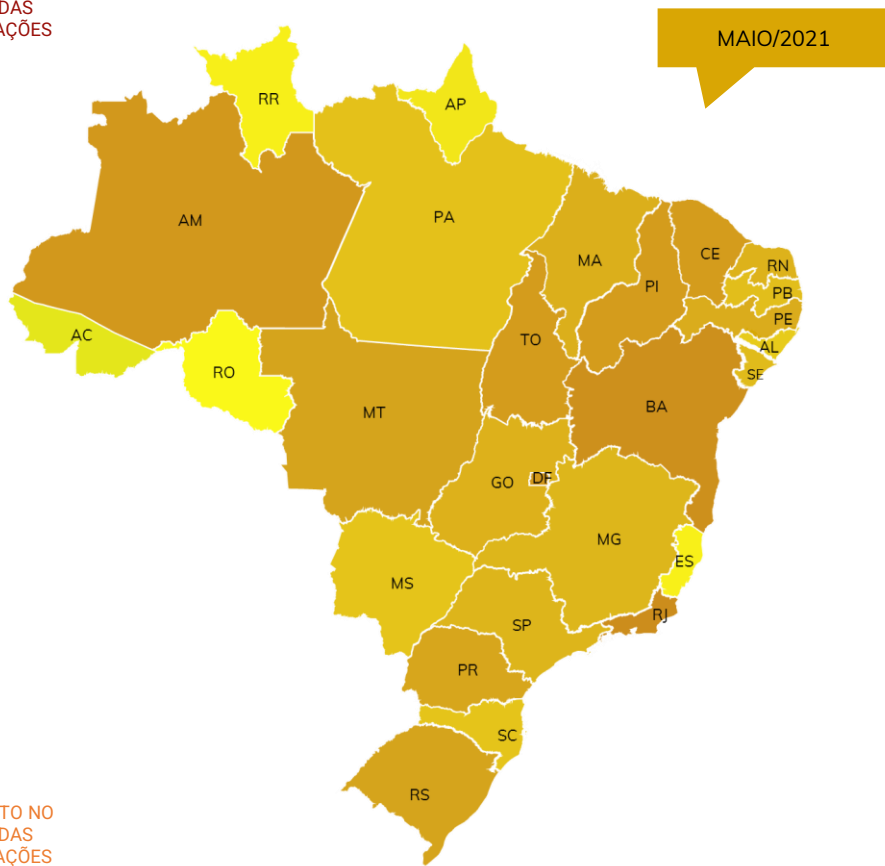 DAS
AÇÕES
MAIO/2021
RR
AP
AM
PA
MA
CE
RN
PI
PB
PE
AC
TO
AL
RO
SE
MT
BA
GO
DF
MG
ES
MS
RJ
SP
PR
SC
RS
TO NO
DAS
AÇÕES